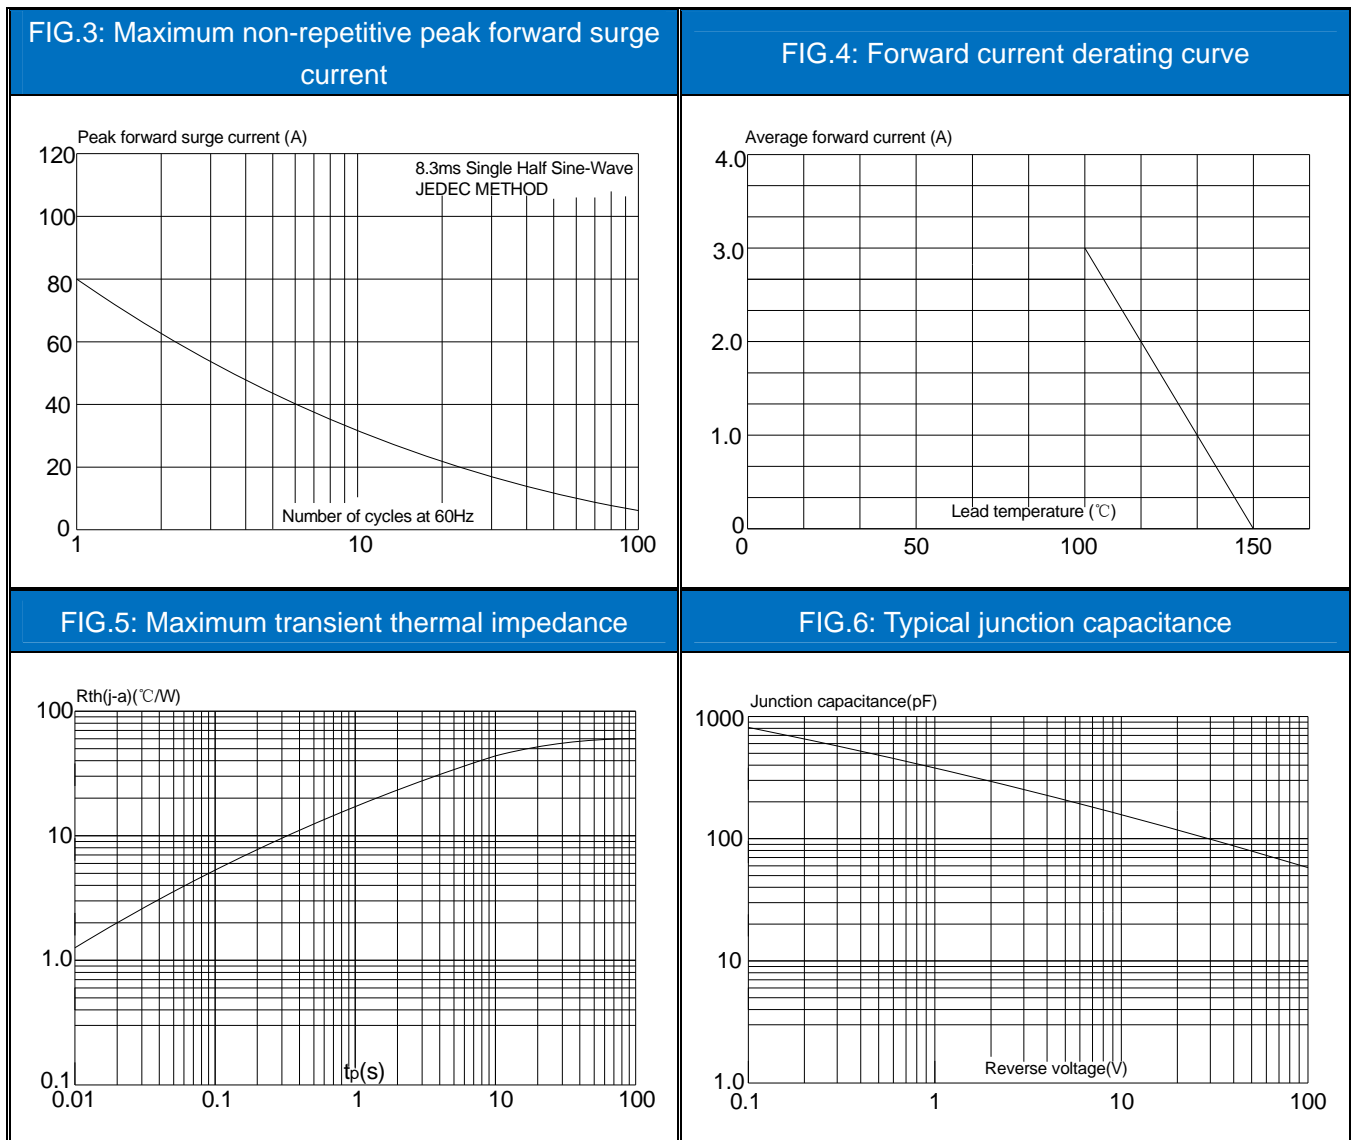 FIG.3: Maximum non-repetitive peak forward surge
current
FIG.4: Forward current derating curve
Peak forward surge current (A)
8.3ms Single Half Sine-Wave
JEDEC METHOD
120
100
80
60
40
20
0
Number of cycles at 60Hz
1
10
100
Average forward current (A)
4.0
3.0
2.0
1.0
0
Lead temperature (℃)
0
50
100
150
FIG.5: Maximum transient thermal impedance
FIG.6: Typical junction capacitance
Rth(j-a)(℃/W)
100
10
1.0
0.1
tp(s)
0.01
0.1
1
10
100
Junction capacitance(pF)
1000
100
10
1.0
Reverse voltage(V)
0.1
1
10
100